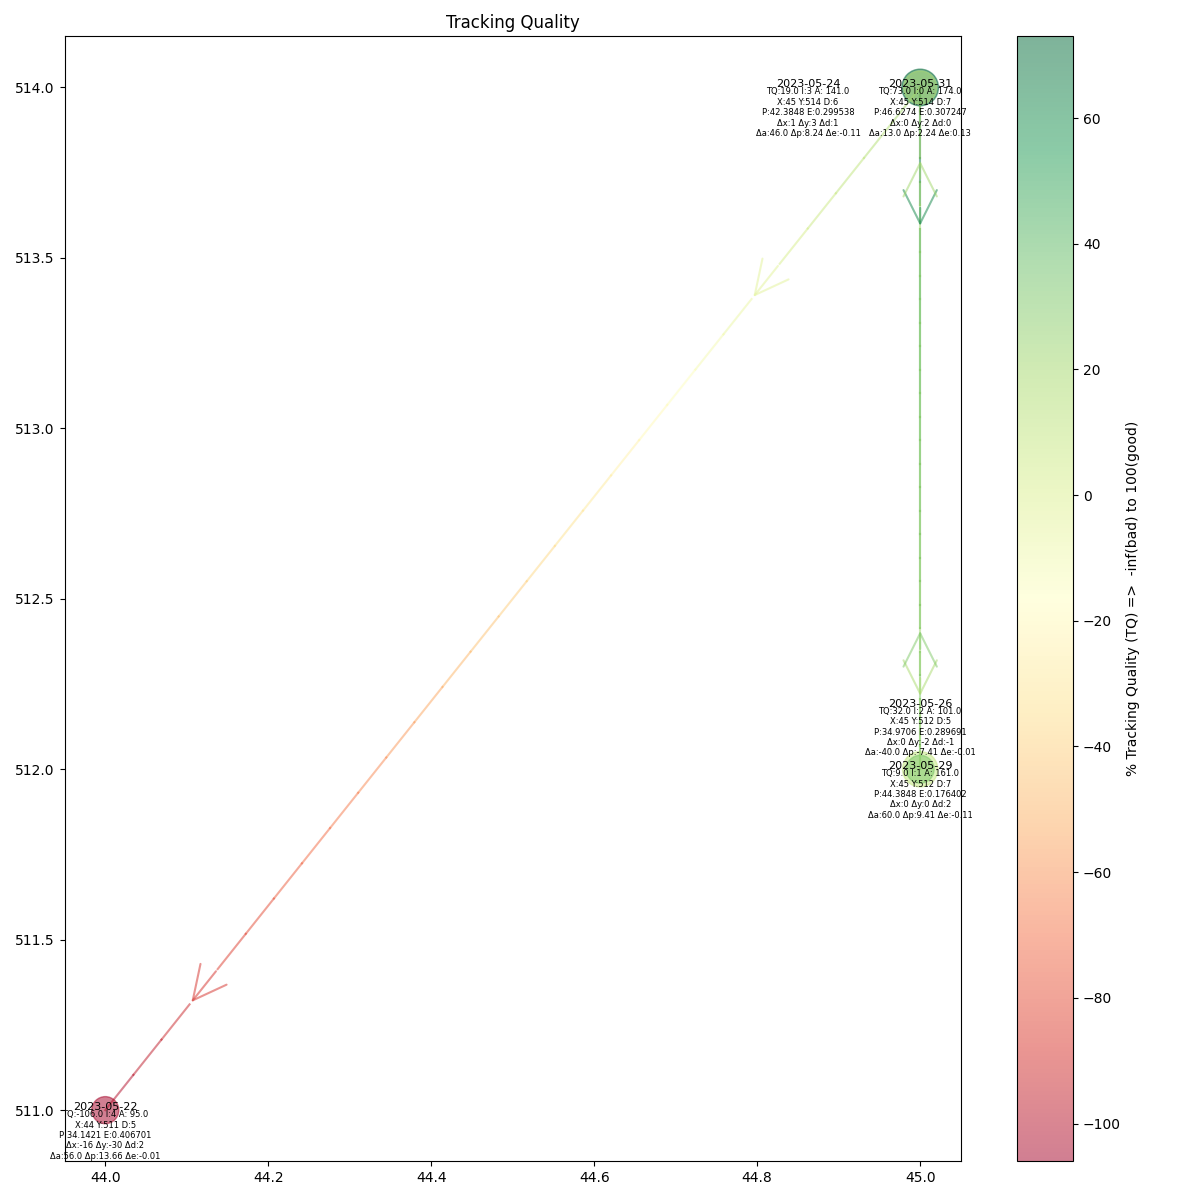 Tracking Quality
514.0
513.5
513.0
512.5
512.0
511.5
511.0
2023-05-24
TQ:19.0 I:3 A: 141.0
X:45 Y:514 D:6
P:42.3848 E:0.299538
Δx:1 Δy:3 Δd:1
Δa:46.0 Δp:8.24 Δe:-0.11
2023-05-31
TQ:73.0 I:0 A: 174.0
X:45 Y:514 D:7
P:46.6274 E:0.307247
Δx:0 Δy:2 Δd:0
Δa:13.0 Δp:2.24 Δe:0.13
2023-05-26
TQ:32.0 I:2 A: 101.0
X:45 Y:512 D:5
P:34.9706 E:0.289691
Δx:0 Δy:-2 Δd:-1
Δa:-40.0 Δp:-7.41 Δe:-0.01
2023-05-29
TQ:9.0 I:1 A: 161.0
X:45 Y:512 D:7
P:44.3848 E:0.176402
Δx:0 Δy:0 Δd:2
Δa:60.0 Δp:9.41 Δe:-0.11
2023-05-22
TQ:-106.0 I:4 A: 95.0
X:44 Y:511 D:5
P:34.1421 E:0.406701
Δx:-16 Δy:-30 Δd:2
Δa:56.0 Δp:13.66 Δe:-0.01
44.0
44.2
44.4
44.6
44.8
45.0
60
40
20
0
−20
−40
−60
−80
−100
% Tracking Quality (TQ) => -inf(bad) to 100(good)